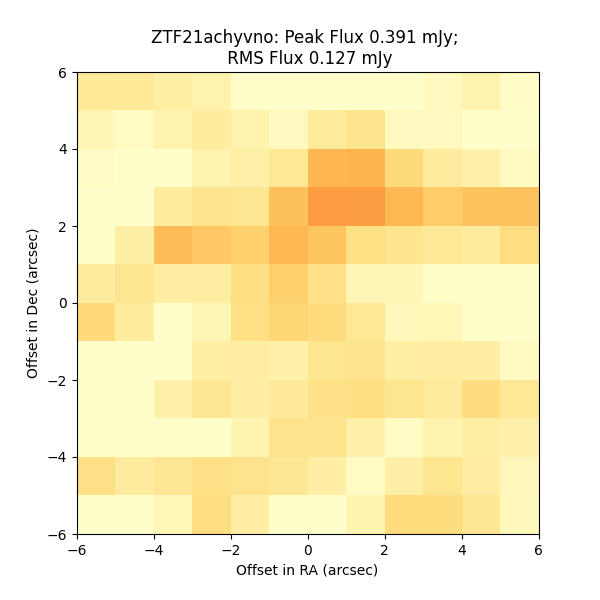 ZTF21achyvno: Peak Flux 0.391 mJy;
RMS Flux 0.127 mJy
6
4
2
0
−2
−4
−6
Offset in Dec (arcsec)
−6 −4 −2 0 2 4 6
Offset in RA (arcsec)